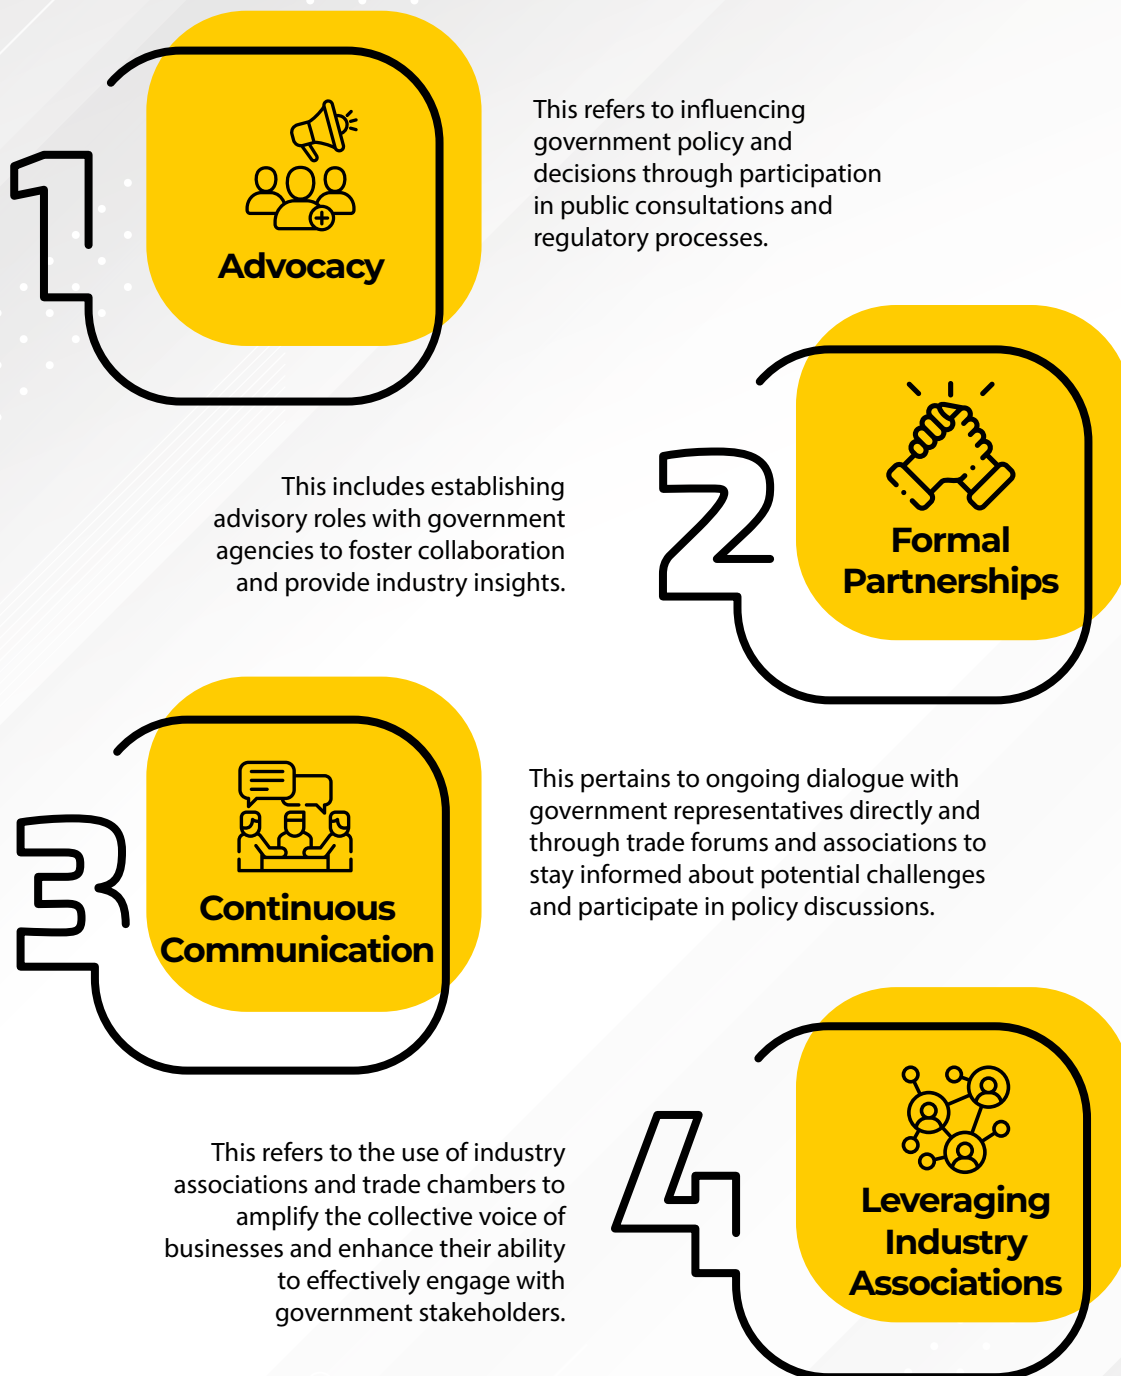 1
Advocacy
This refers to influencing
government policy and
decisions through participation
in public consultations and
regulatory processes.
2
Formal
Partnerships
This includes establishing
advisory roles with government
agencies to foster collaboration
and provide industry insights.
3
Continuous
Communication
This pertains to ongoing dialogue with
government representatives directly and
through trade forums and associations to
stay informed about potential challenges
and participate in policy discussions.
4
Leveraging
Industry
Associations
This refers to the use of industry
associations and trade chambers to
amplify the collective voice of
businesses and enhance their ability
to effectively engage with
government stakeholders.